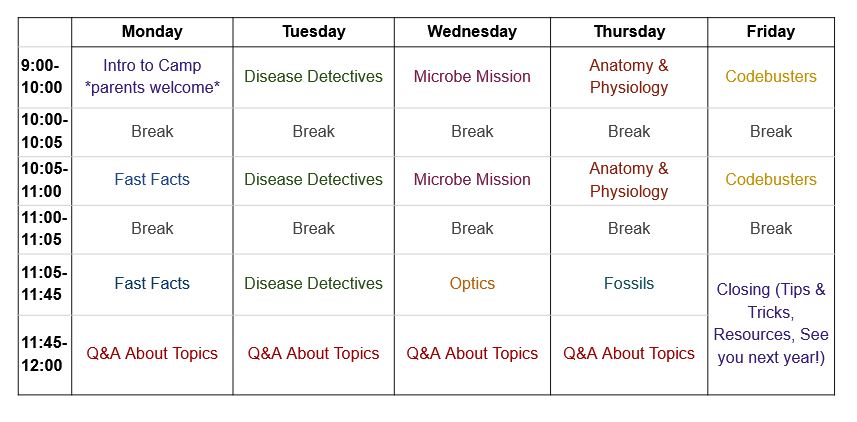 Monday Tuesday Wednesday Thursday Friday
9:00-
10:00
Intro to Camp
*parents welcome*
Disease Detectives
Microbe Mission
Anatomy &
Physiology
Codebusters
10:00-
10:05
Break
Break
Break
Break
Break
10:05-
11:00
Fast Facts
Disease Detectives
Microbe Mission
Anatomy &
Physiology
Codebusters
11:00-
11:05
Break
Break
Break
Break
Break
11:05-
11:45
Fast Facts
Disease Detectives
Optics
Fossils
Closing (Tips &
Tricks,
Resources, See
you next year!)
11:45-
12:00
Q&A About Topics
Q&A About Topics
Q&A About Topics
Q&A About Topics